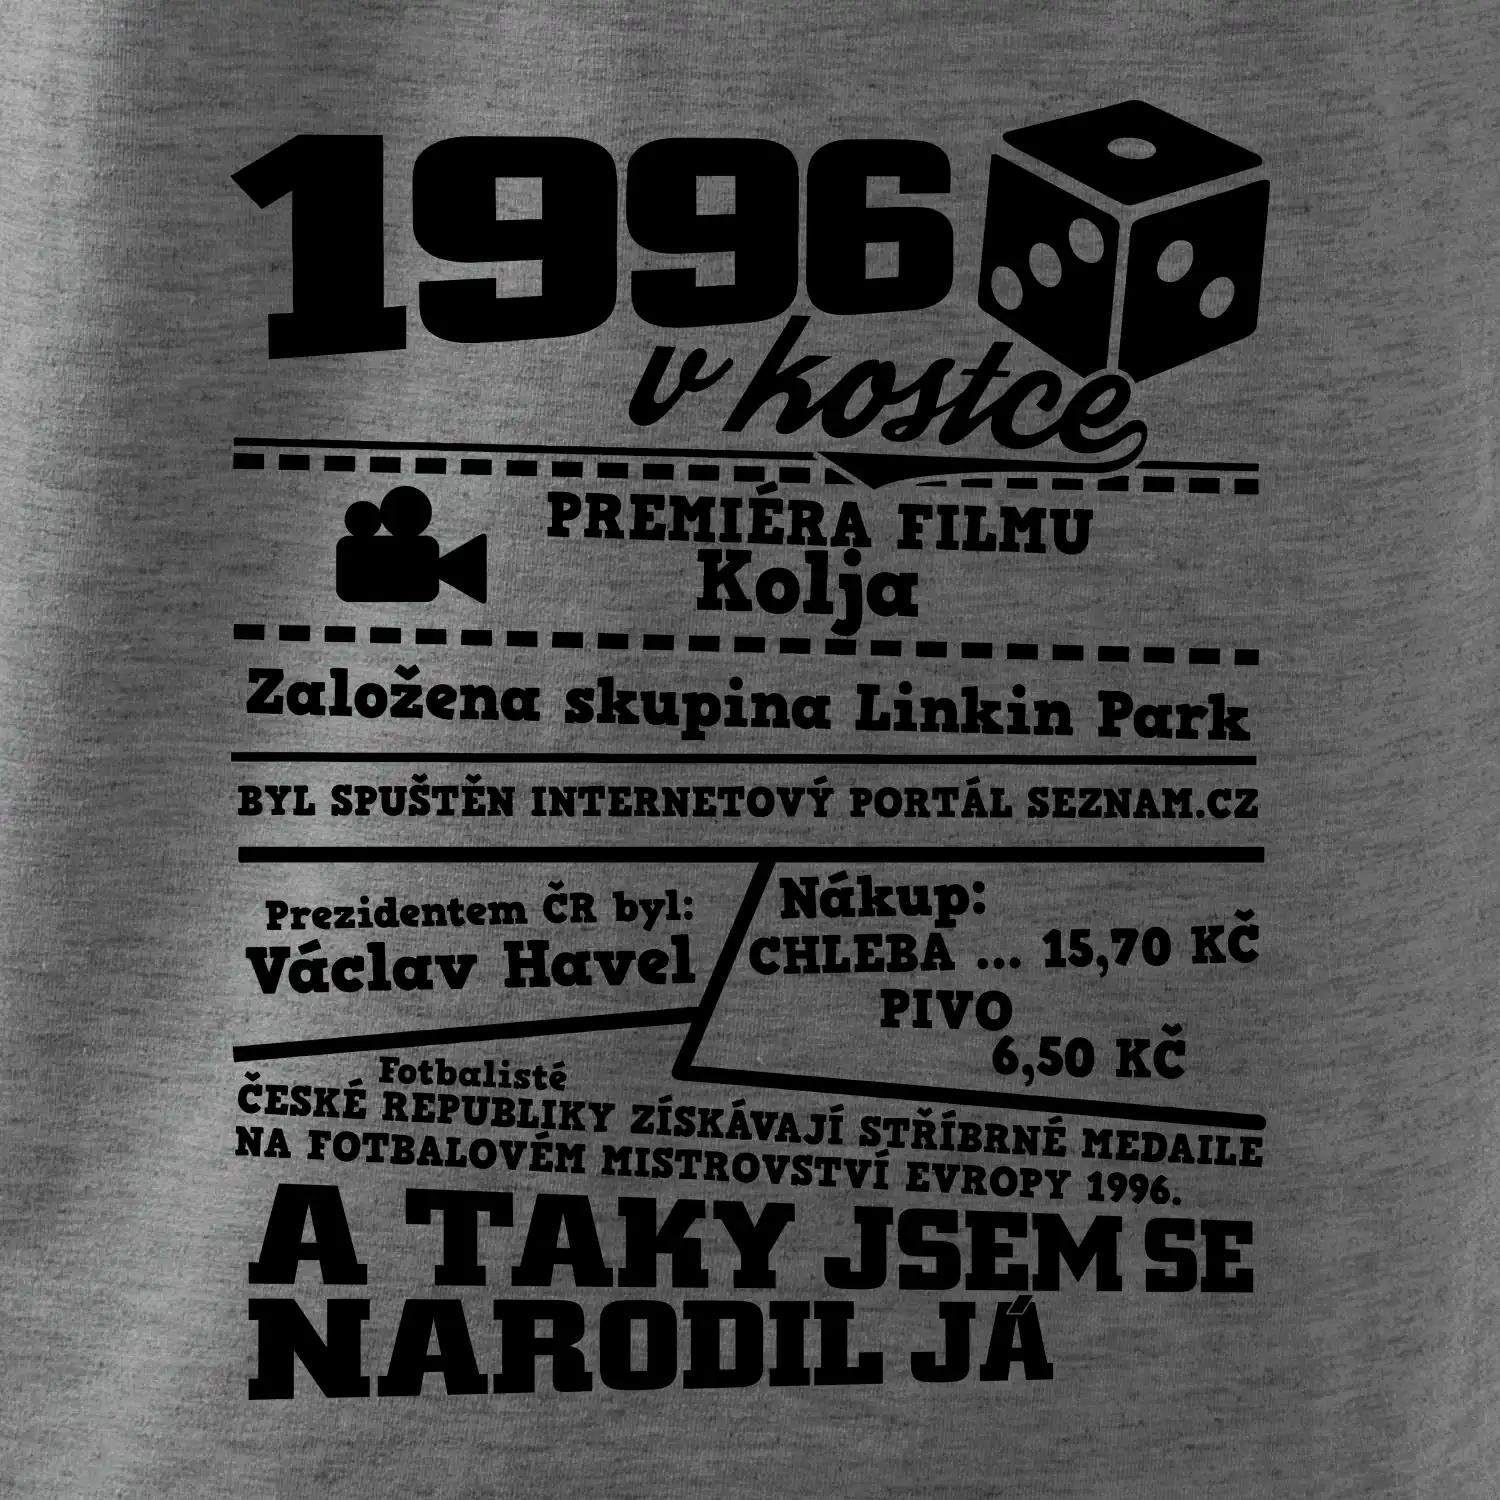 1996
v kostce
PREMIÉRA FILMU
Kolja
Založena skupina Linkin Park
BYL SPUŠTĚN INTERNETOVÝ PORTÁL SEZNAM.CZ
Prezidentem ČR byl:
Václav Havel
Nákup:
CHLEBA ... 15,70 KČ
PIVO
6,50 KČ
Fotbalisté
ČESKÉ REPUBLIKY ZÍSKÁVAJÍ STŘÍBRNÉ MEDAILE
NA FOTBALOVÉM MISTROVSTVÍ EVROPY 1996.
A TAKY JSEM SE
NARODIL JÁ